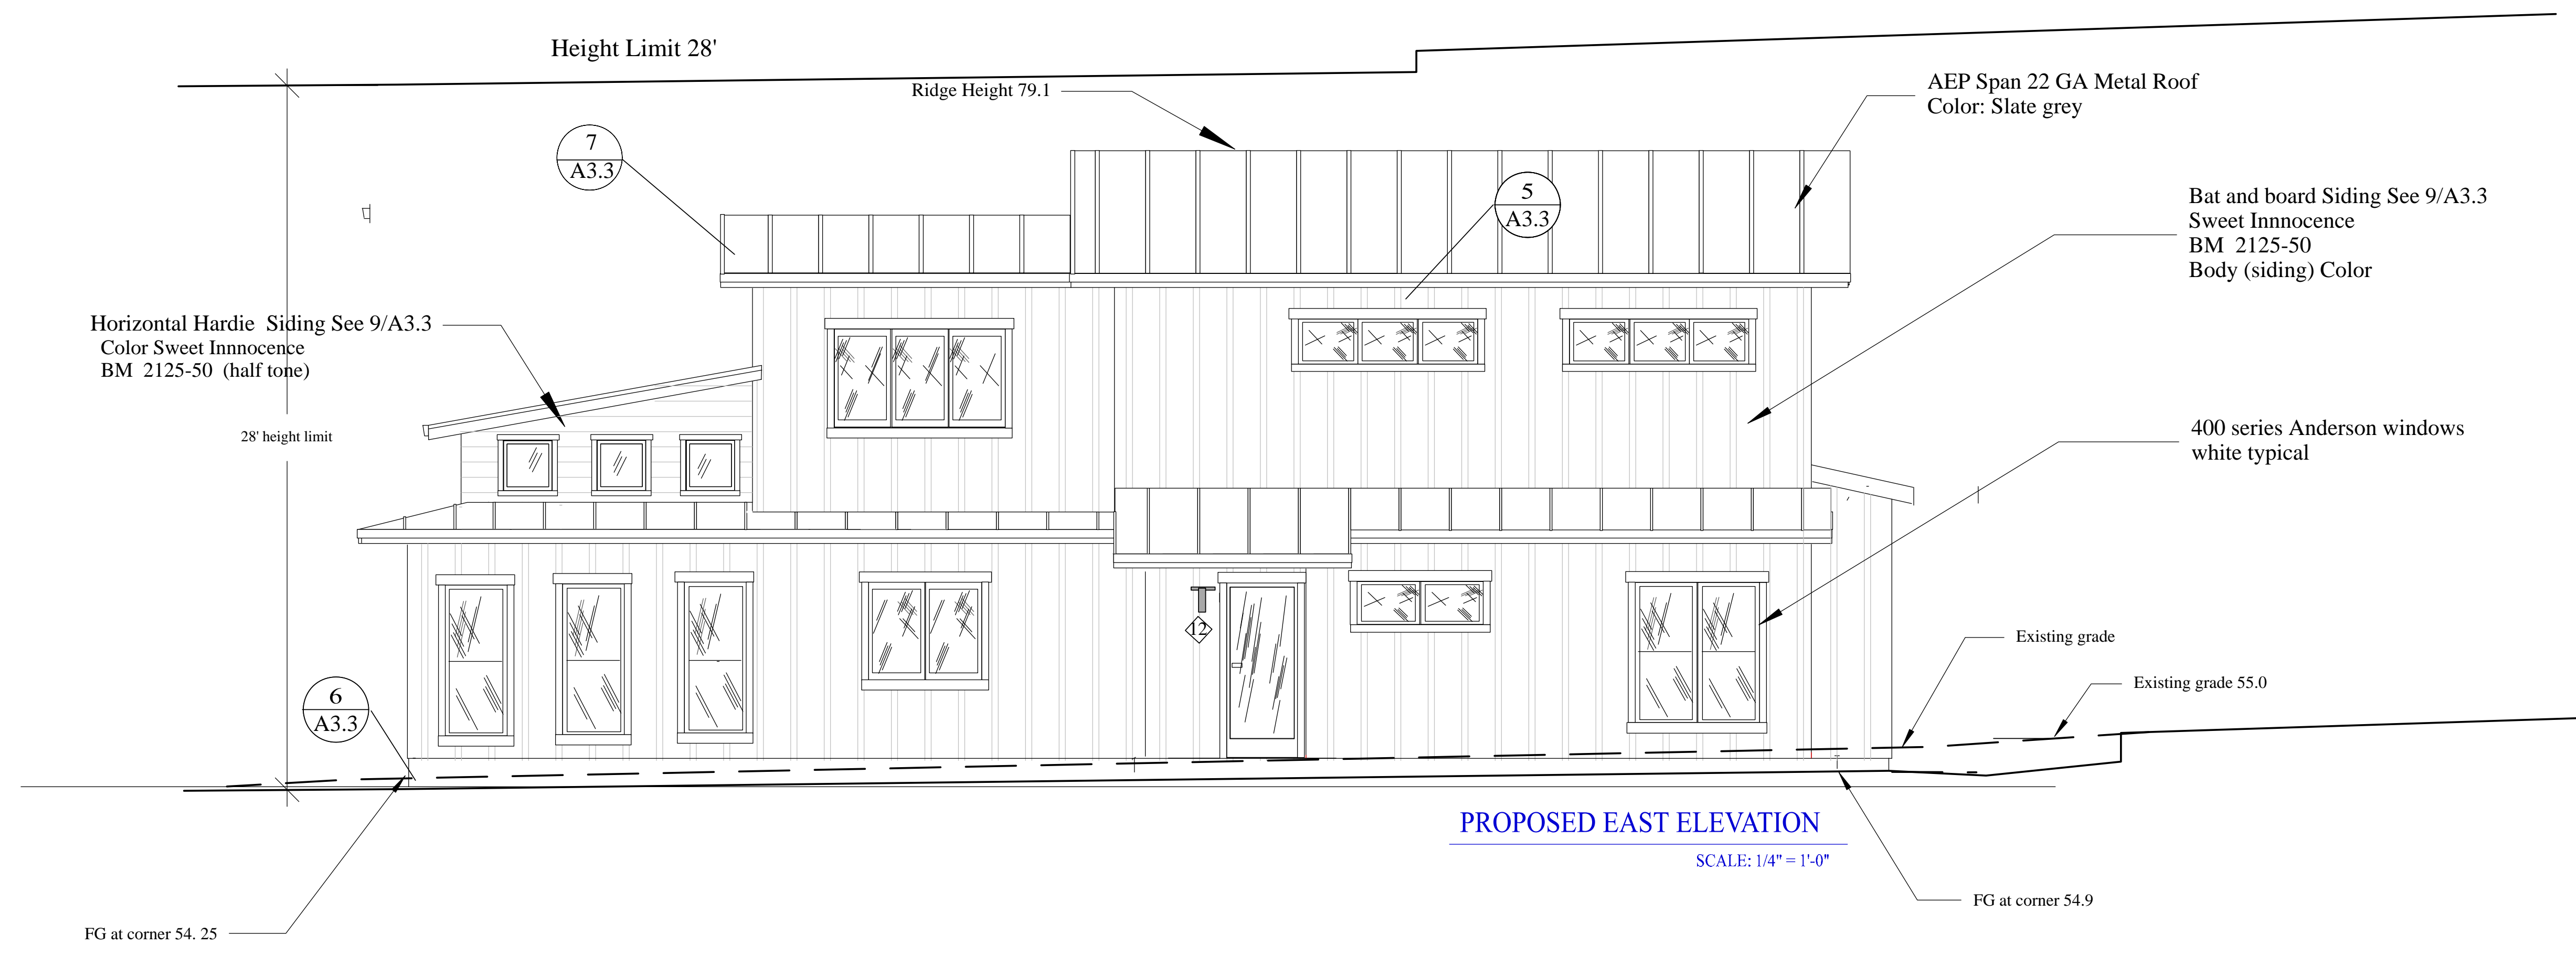 Height Limit 28'
Ridge Height 79.1
AEP Span 22 GA Metal Roof
Color: Slate grey
7
A3.3
5
A3.3
Bat and board Siding See 9/A3.3
Sweet Innnocence
BM  2125-50
Body (siding) Color
Horizontal Hardie  Siding See 9/A3.3
Color Sweet Innnocence
BM  2125-50  (half tone)
28' height limit
400 series Anderson windows
white typical
12
Existing grade
Existing grade 55.0
6
A3.3
PROPOSED EAST ELEVATION
SCALE: 1/4" = 1'-0"
FG at corner 54.9
FG at corner 54. 25